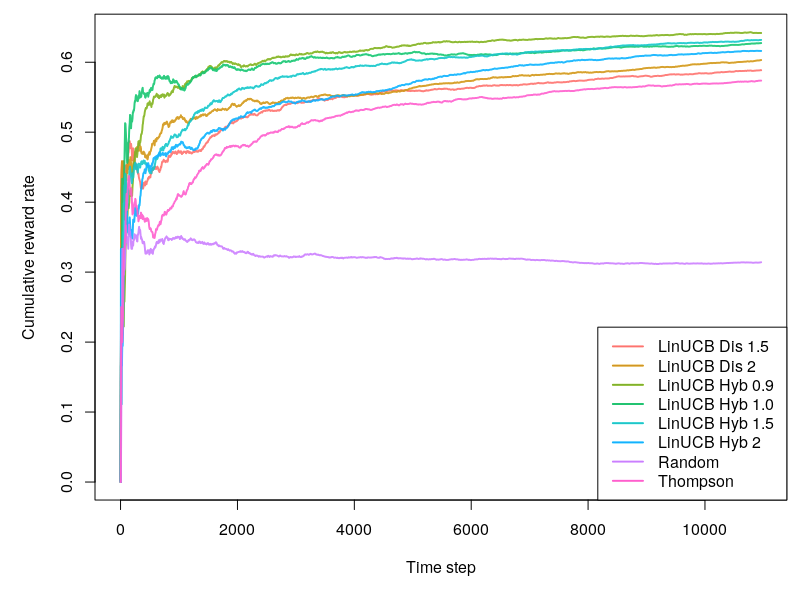 Cumulative reward rate
0.6
0.5
0.4
0.3
0.2
0.1
0.0
LinUCB Dis 1.5
LinUCB Dis 2
LinUCB Hyb 0.9
LinUCB Hyb 1.0
LinUCB Hyb 1.5
LinUCB Hyb 2
Random
Thompson
0 2000 4000 6000 8000 10000
TIme step